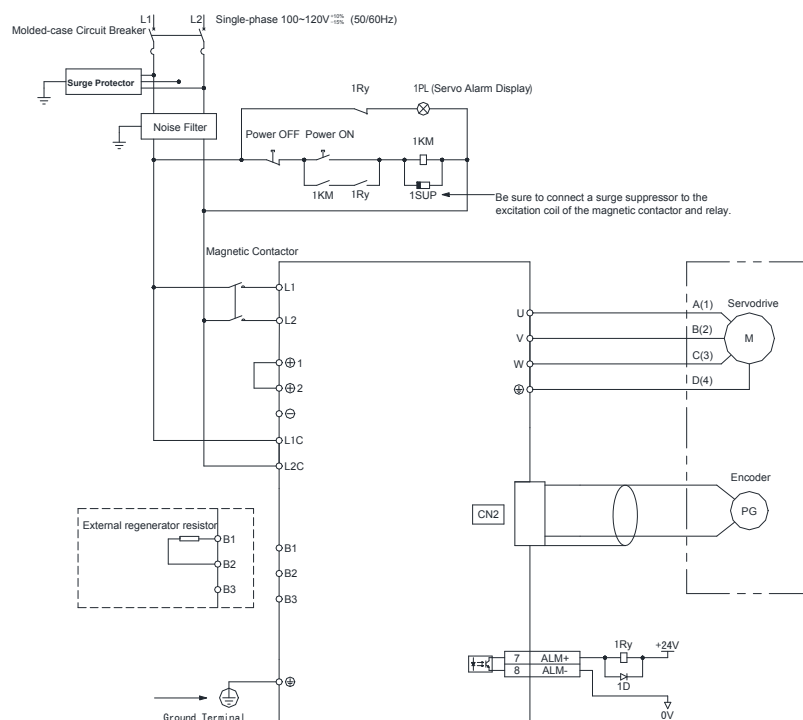 L1 L2 Single-phase 100~120V +10% -15% (50/60Hz)
Molded-case Circuit Breaker
Surge Protector
Noise Filter
1Ry 1PL (Servo Alarm Display)
Power OFF Power ON
1KM
1KM 1Ry 1SUP
Be sure to connect a surge suppressor to the
excitation coil of the magnetic contactor and relay.
Magnetic Contactor
L1
L2
1
2
L1C
L2C
U
V
W
A(1)
B(2)
C(3)
D(4)
Servodrive
M
CN2
Encoder
PG
External regenerator resistor
B1
B2
B3
B1
B2
B3
7 ALM+
8 ALM-
1Ry +24V
1D
0V
Ground Terminal